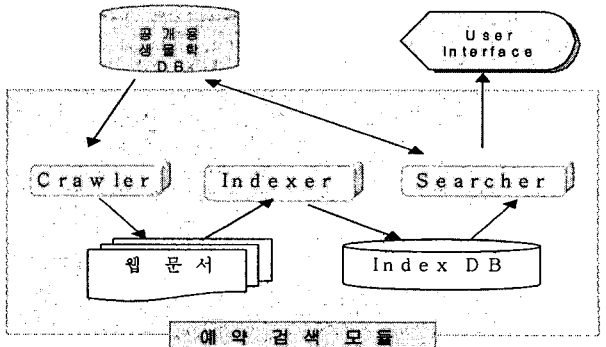 공개용
생물학
DB
User
Interface
Crawler
Indexer
Searcher
웹 문서
Index DB
예약 검색 모듈